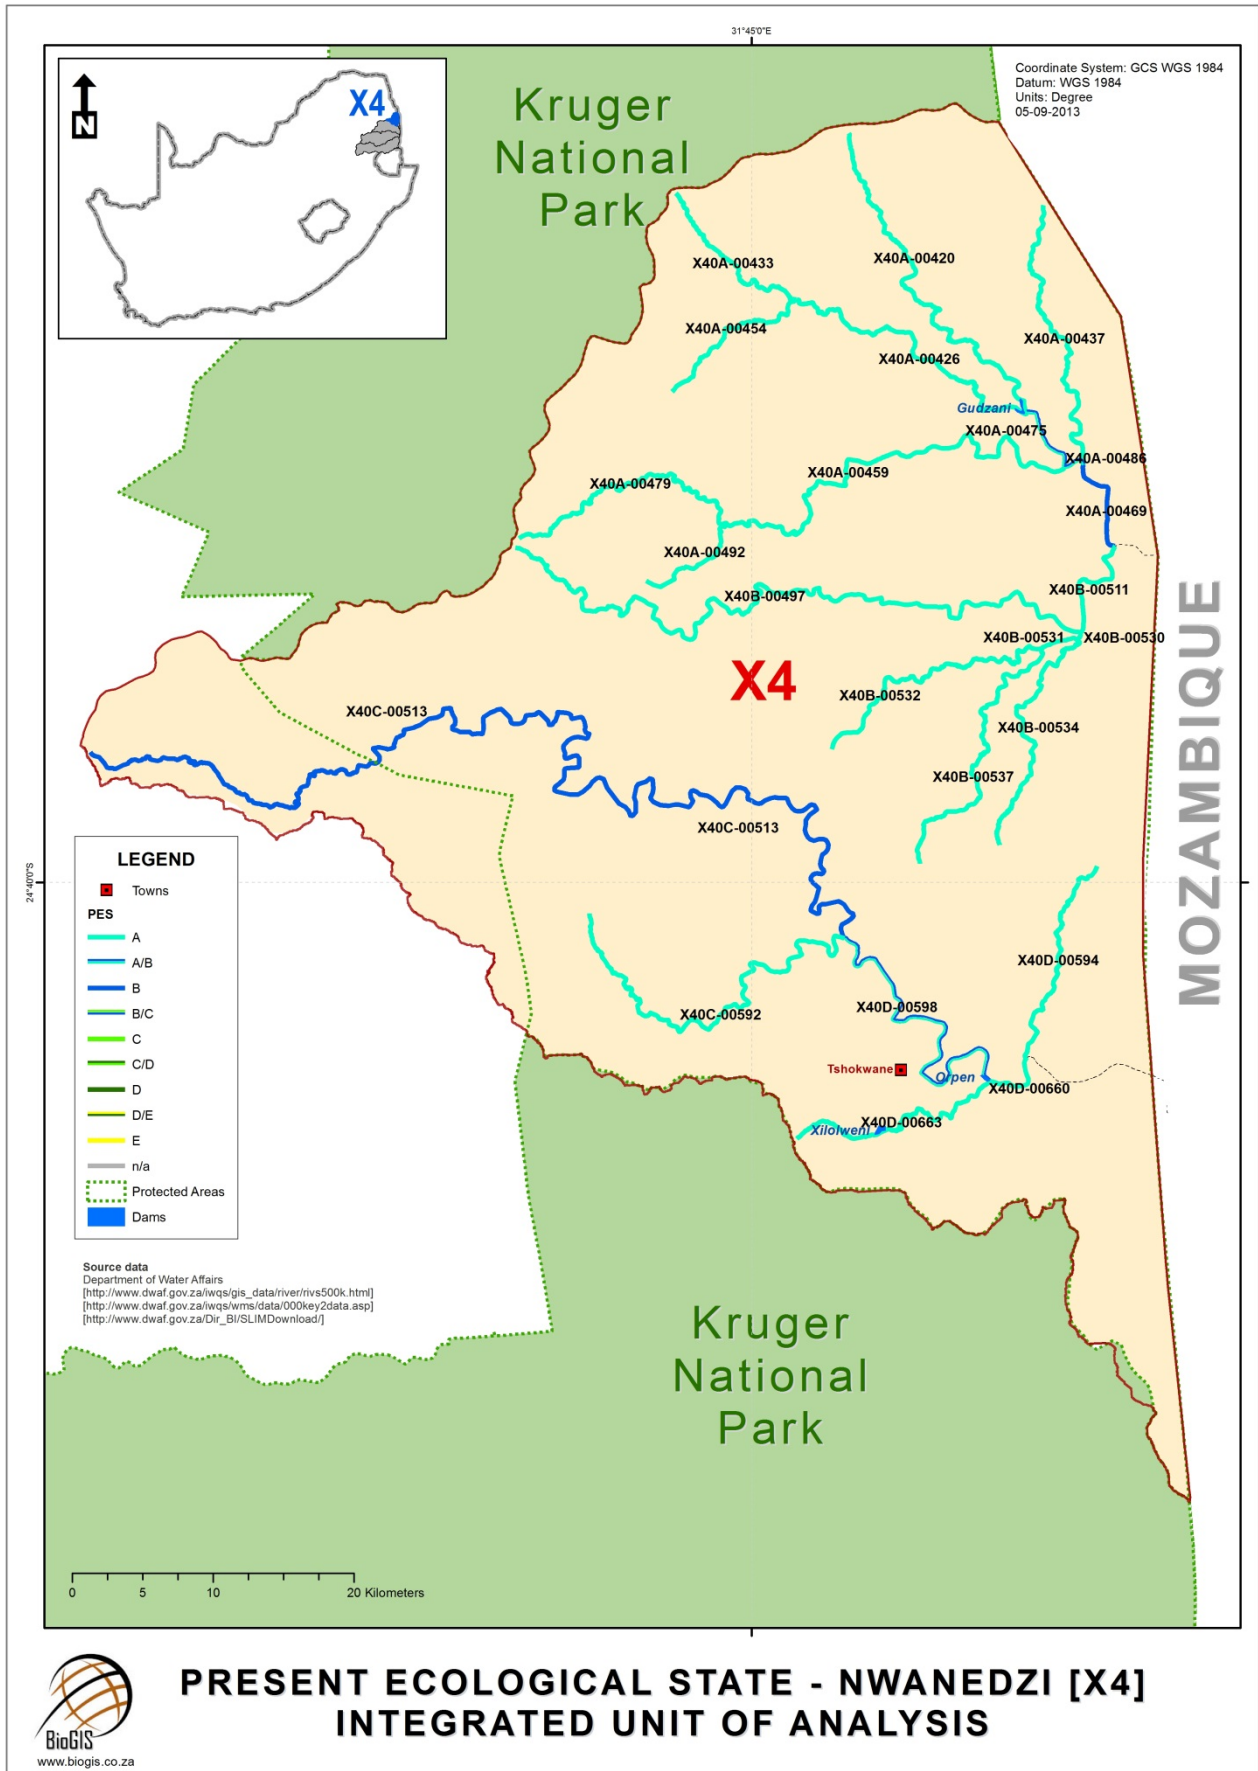 31°45'0"E
Coordinate System: GCS WGS 1984
Datum: WGS 1984
Units: Degree
05-09-2013
N
X4
Kruger
National
Park
X40A-00433
X40A-00420
X40A-00454
X40A-00437
X40A-00426
Gudzani
X40A-00475
X40A-00486
X40A-00459
X40A-00479
X40A-00469
X40A-00492
X40B-00497
X40B-00511
X40B-00531
X40B-00530
X4
X40B-00532
X40C-00513
X40B-00534
X40B-00537
X40C-00513
MOZAMBIQUE
24°40'0"S
X40D-00594
X40D-00598
X40C-00592
Tshokwane
Orpen
X40D-00660
X40D-00663
Xilolweni
LEGEND
Towns
PES
A
A/B
B
B/C
C
C/D
D
D/E
E
n/a
Protected Areas
Dams
Source data
Department of Water Affairs
[http://www.dwaf.gov.za/iwqs/gis_data/river/rivs500k.html]
[http://www.dwaf.gov.za/iwqs/wms/data/000key2data.asp]
[http://www.dwaf.gov.za/Dir_BI/SLIMDownload/]
Kruger
National
Park
0 5 10 20 Kilometers
BioGIS
www.biogis.co.za
PRESENT ECOLOGICAL STATE - NWANEDZI [X4]
INTEGRATED UNIT OF ANALYSIS